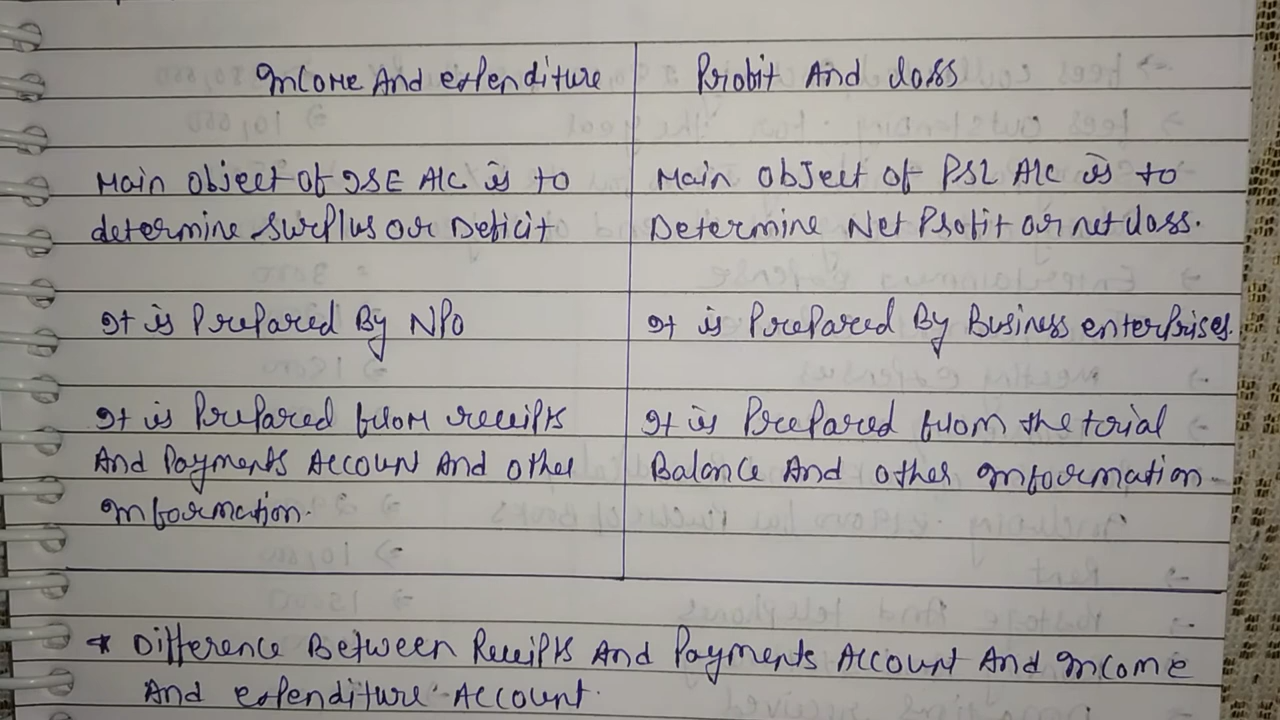 Income And expenditure
Profit And Loss
Main object of I&E A/c is to
determine surplus or Deficit
Main object of P&L A/c is to
Determine Net Profit or net loss.
It is Prepared By NPO
It is Prepared By Business enterprises.
It is Prepared from receipts
And Payments Account And other
information.
It is Prepared from the trial
Balance And other information.
* Difference Between Receipts And Payments Account And income
And expenditure Account.